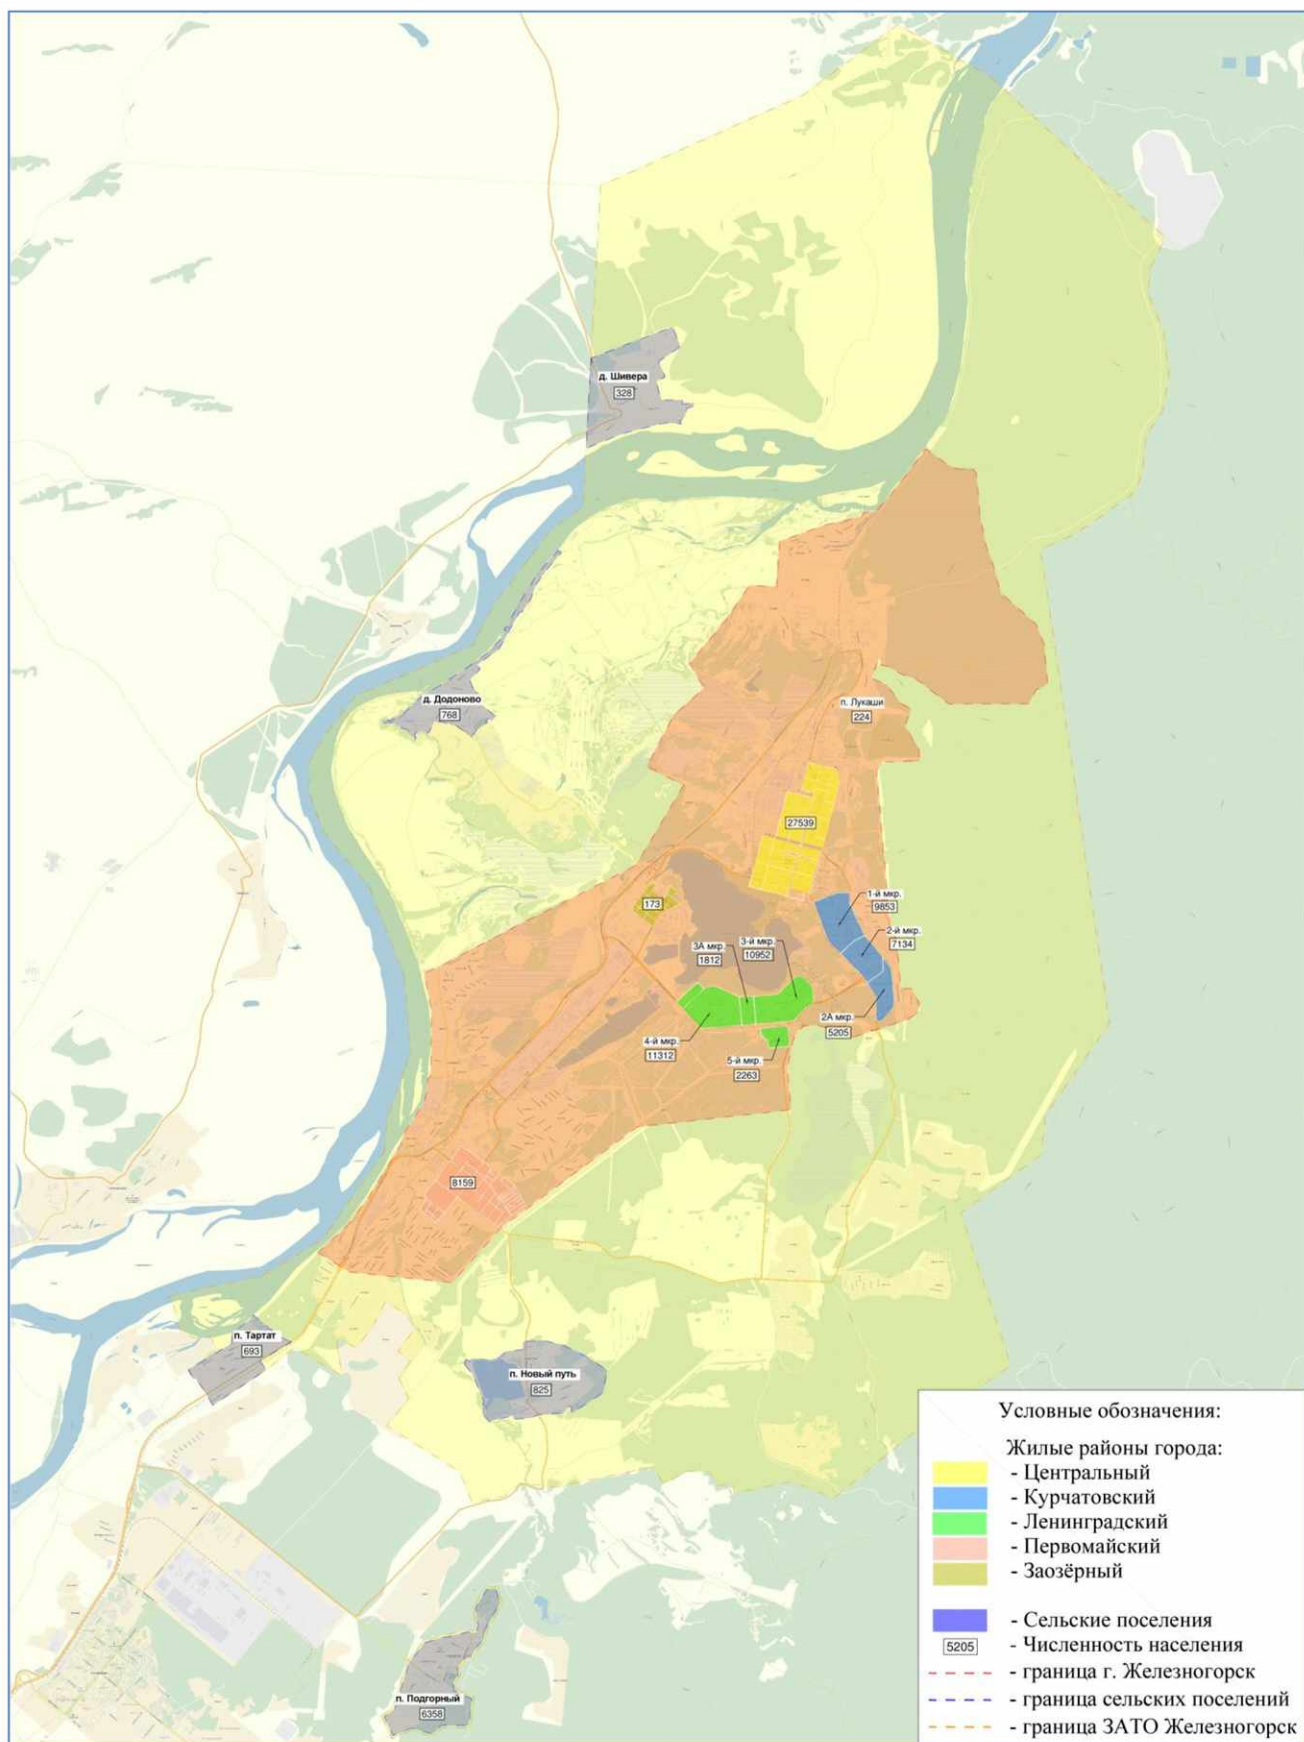 д. Шивера
328
д. Додоново
768
п. Лукаши
224
27539
173
1-й мкр.
9853
2-й мкр.
7134
3А мкр.
1812
3-й мкр.
10952
2А мкр.
5205
4-й мкр.
11312
5-й мкр.
2263
8159
п. Тартат
693
п. Новый путь
825
п. Подгорный
6358
Условные обозначения:
Жилые районы города:
- Центральный
- Курчатовский
- Ленинградский
- Первомайский
- Заозёрный
- Сельские поселения
5205 - Численность населения
- граница г. Железногорск
- граница сельских поселений
- граница ЗАТО Железногорск